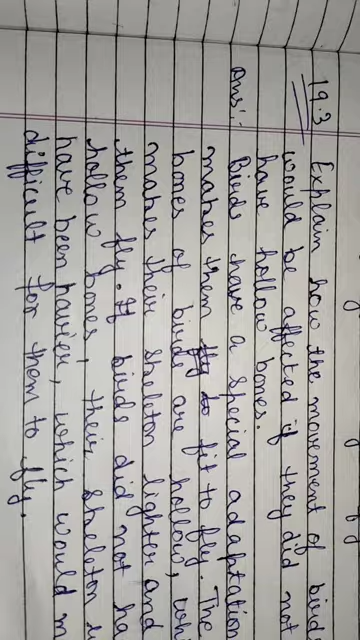 19.3 Explain how the movement of bird
would be affected if they did not
have hollow bones.
Ans:- Birds have a special adaptation
makes them fit to fly. The
bones of birds are hollow,
makes their skeleton lighter and
them fly. If birds did not
hollow bones, their skeleton
have been havier, which would
difficult for them to fly.